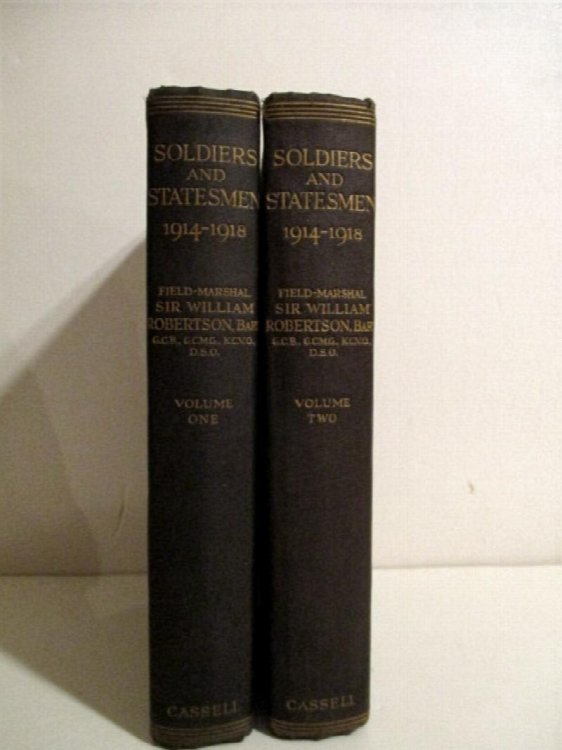 SOLDIERS
AND
STATESMEN
1914-1918
FIELD-MARSHAL
SIR WILLIAM
ROBERTSON, BART
G.C.B., G.C.M.G., K.C.V.O.,
D.S.O.
VOLUME
ONE
CASSELL
SOLDIERS
AND
STATESMEN
1914-1918
FIELD-MARSHAL
SIR WILLIAM
ROBERTSON, BART
G.C.B., G.C.M.G., K.C.V.O.,
D.S.O.
VOLUME
TWO
CASSELL